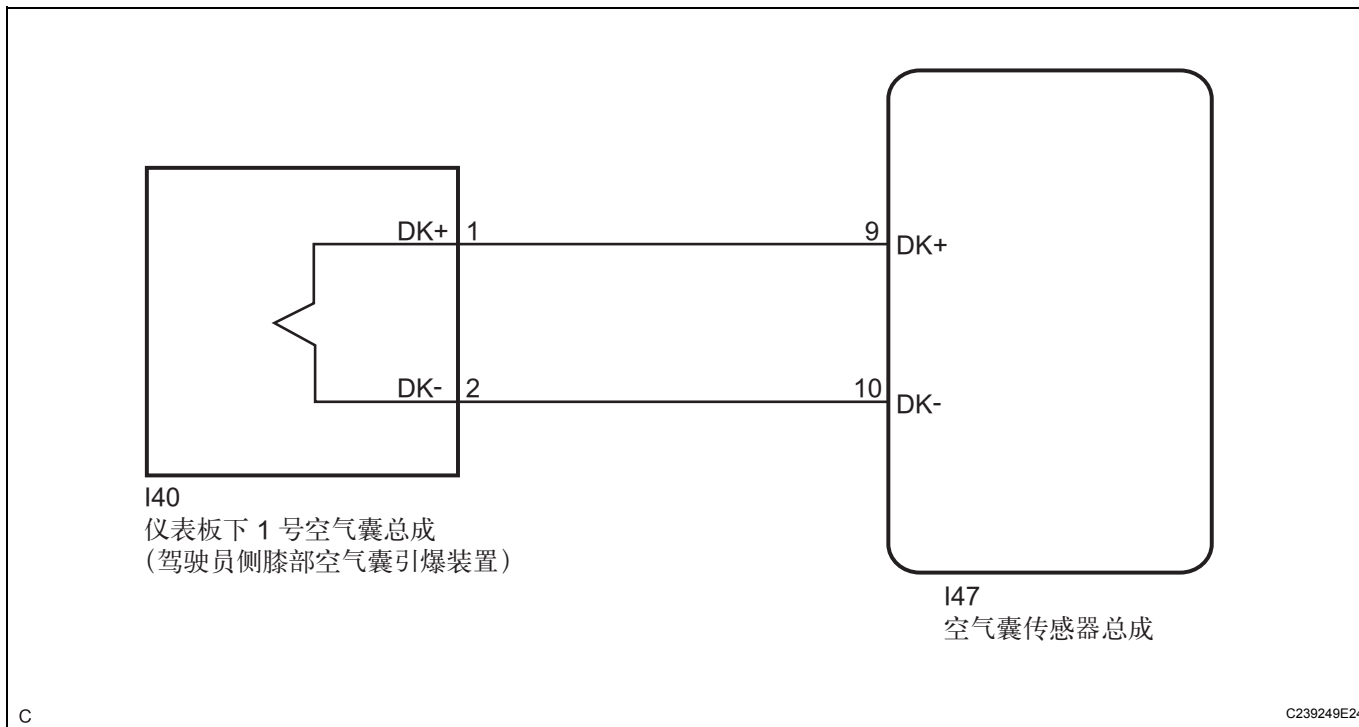 DK+ 1
9 DK+
DK- 2
10 DK-
I40
仪表板下 1 号空气囊总成
（驾驶员侧膝部空气囊引爆装置）
I47
空气囊传感器总成
C
C239249E24